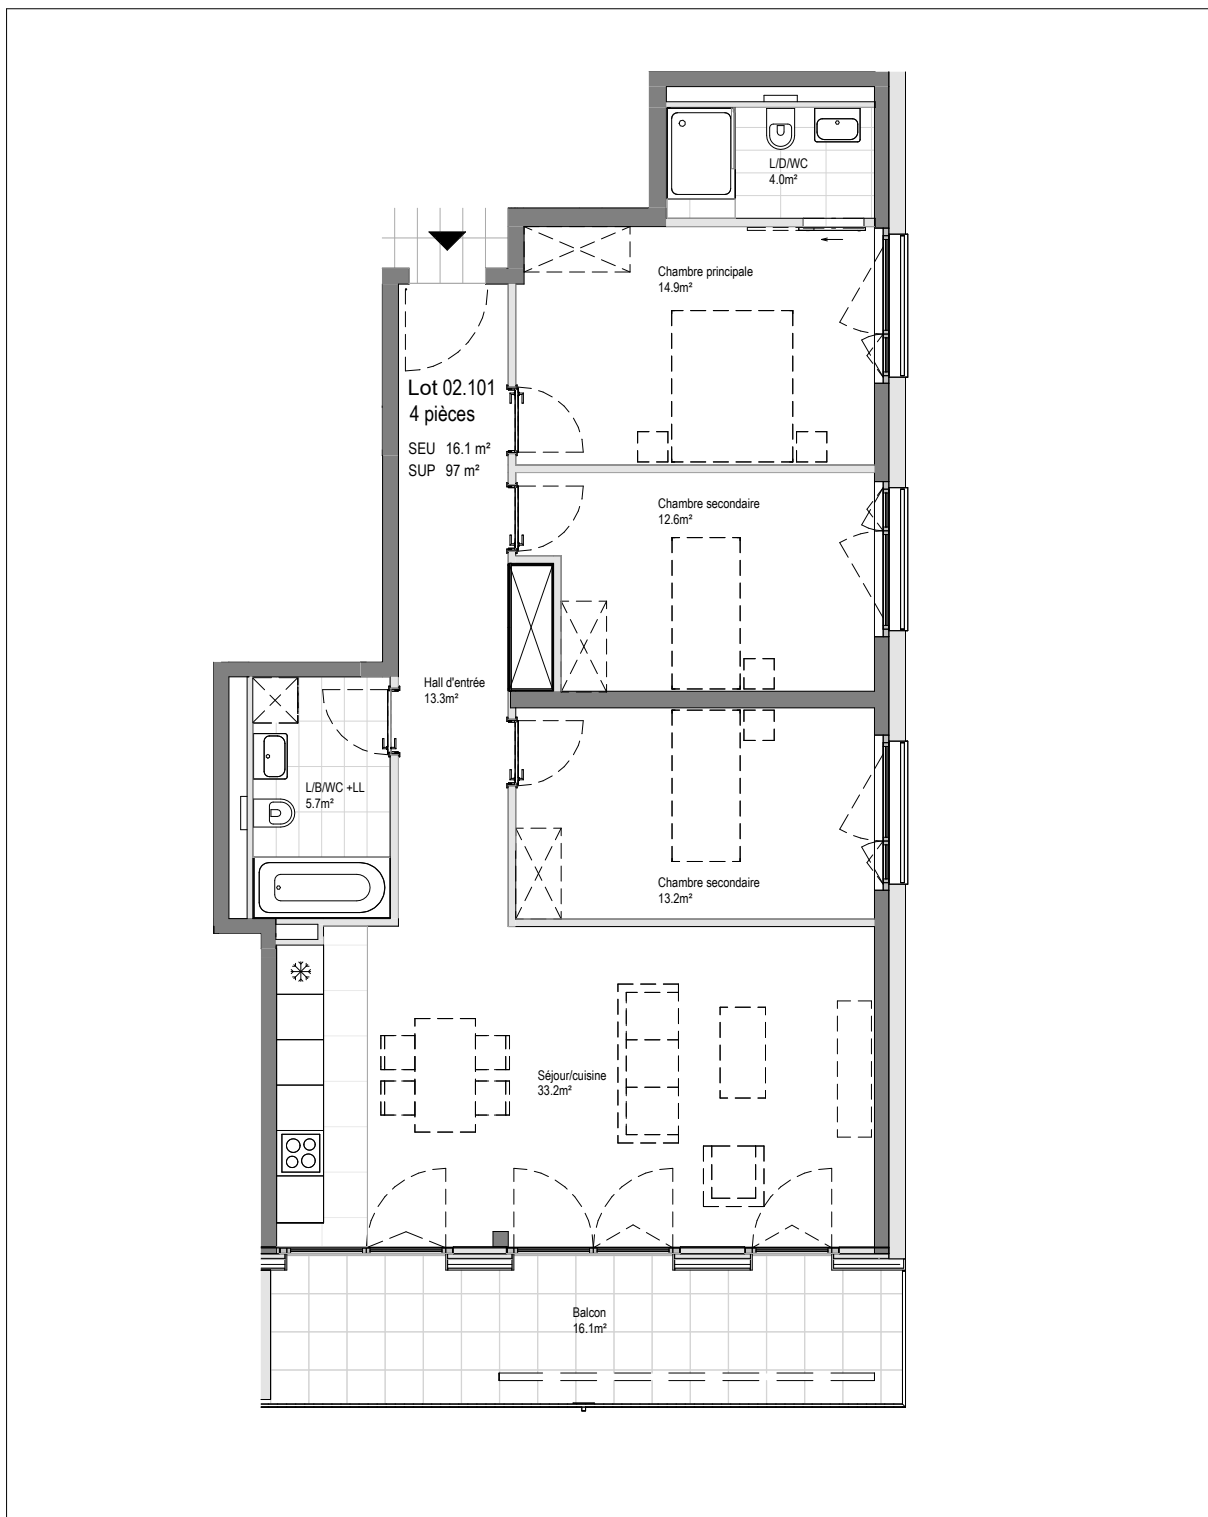 L/D/WC
4.0m²
Chambre principale
14.9m²
Lot 02.101
4 pièces
SEU 16.1 m²
SUP 97 m²
Chambre secondaire
12.6m²
Hall d'entrée
13.3m²
L/B/WC +LL
5.7m²
Chambre secondaire
13.2m²
Séjour/cuisine
33.2m²
Balcon
16.1m²